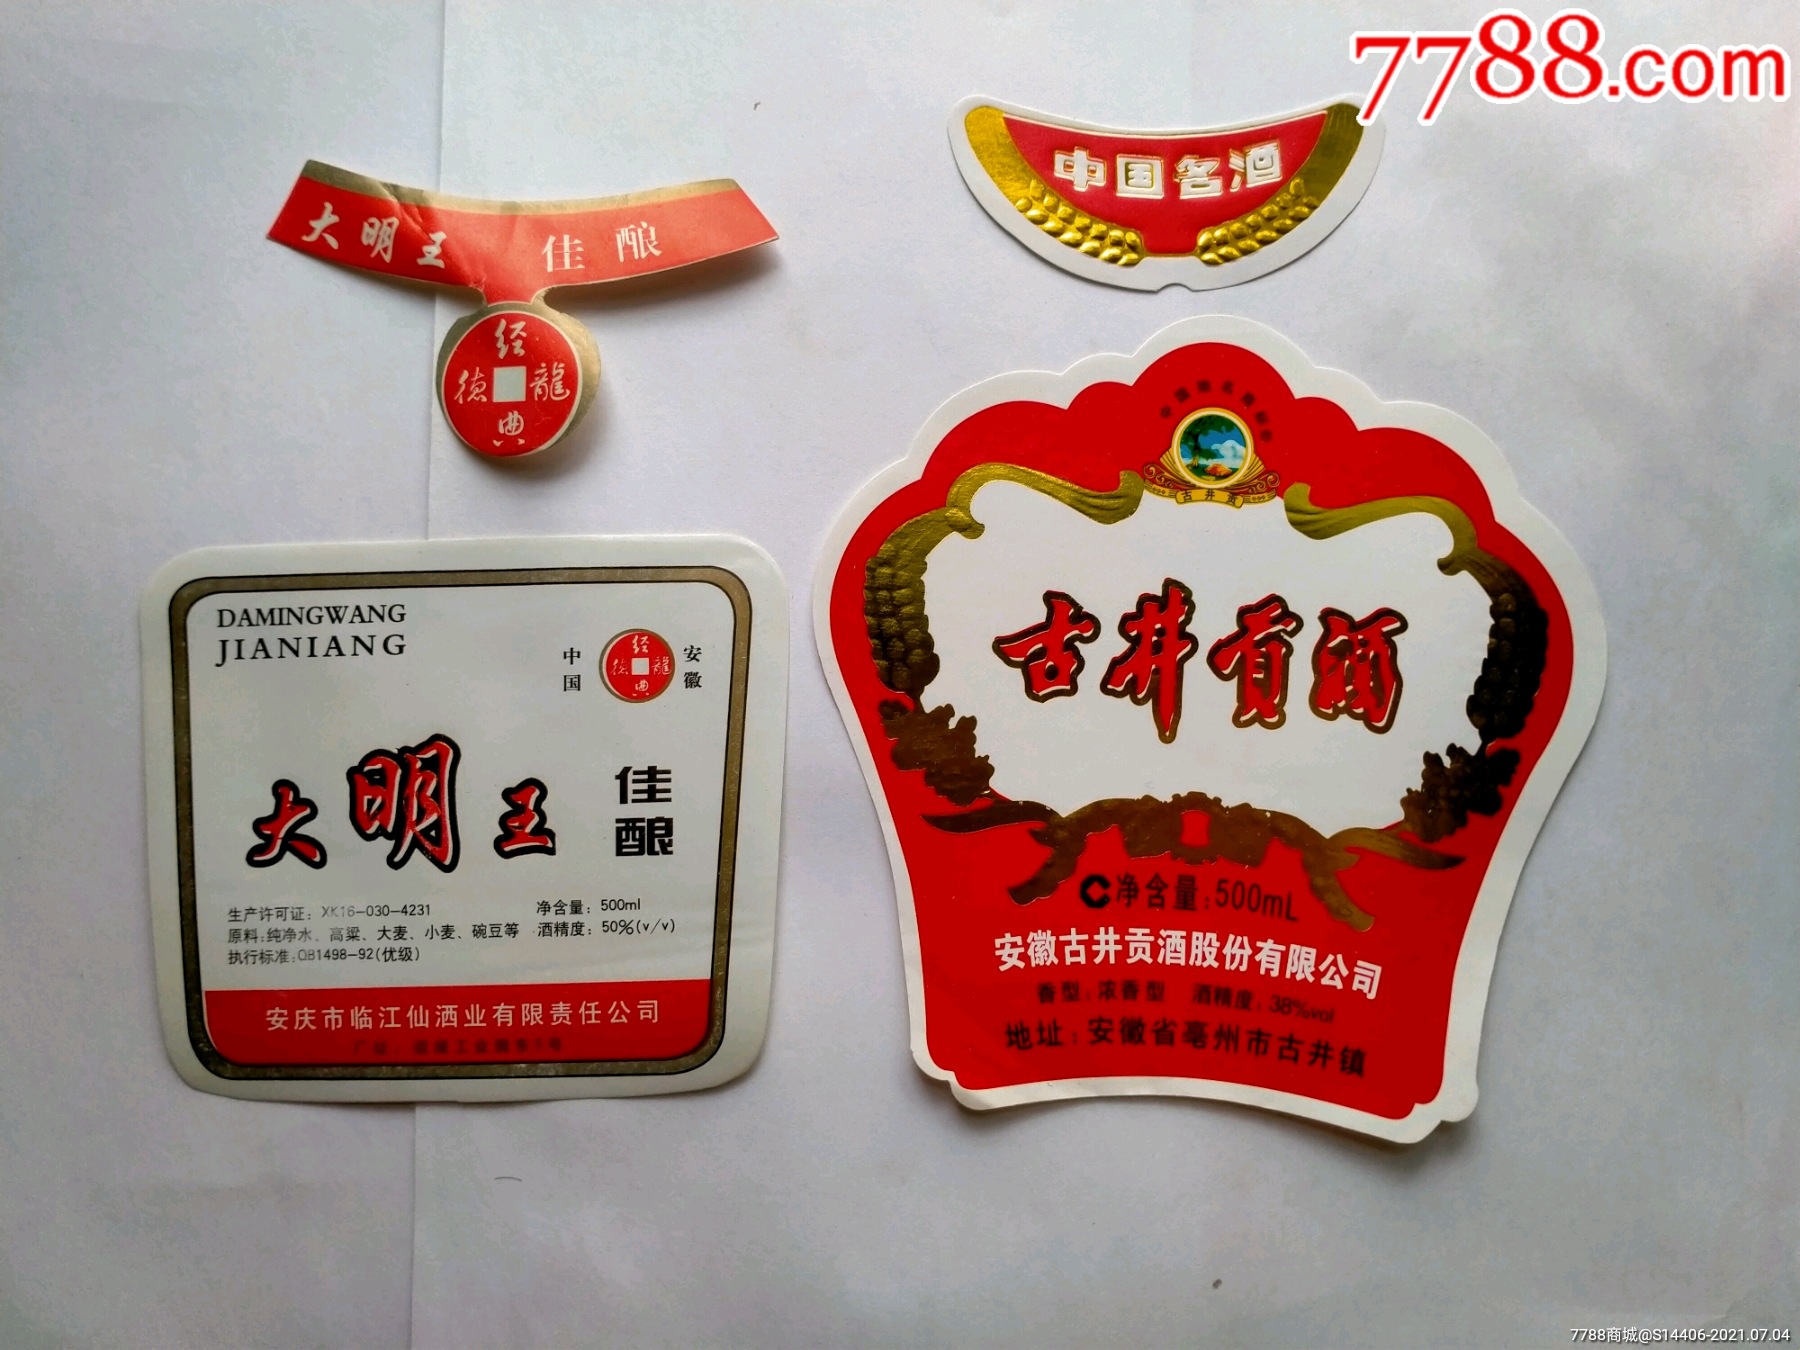 7788.com
中国名酒
大明王 佳酿
经
德 龍
典
DAMINGWANG
JIANIANG
中国
经
德 龍
典
安徽
大明王
佳酿
生产许可证：XK16-030-4231
净含量：500ml
原料：纯净水、高粱、大麦、小麦、碗豆等
酒精度：50%(v/v)
执行标准：QB1498-92(优级)
安庆市临江仙酒业有限责任公司
古井贡
古井贡酒
C净含量：500mL
安徽古井贡酒股份有限公司
香型：浓香型 酒精度：38%vol
地址：安徽省亳州市古井镇
7788商城@S14406-2021.07.04